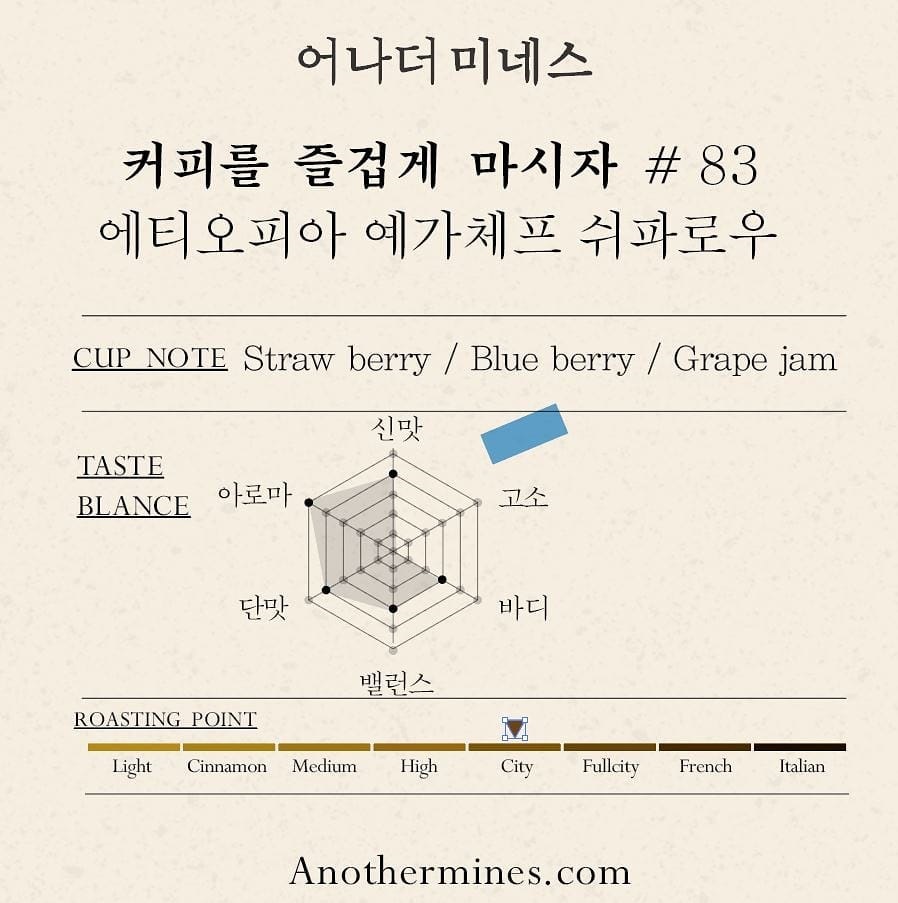 어나더미네스
커피를 즐겁게 마시자 # 83
에티오피아 예가체프 쉬파로우
CUP NOTE Straw berry / Blue berry / Grape jam
TASTE
BLANCE
신맛
아로마
고소
단맛
바디
밸런스
ROASTING POINT
Light Cinnamon Medium High City Fullcity French Italian
Anothermines.com